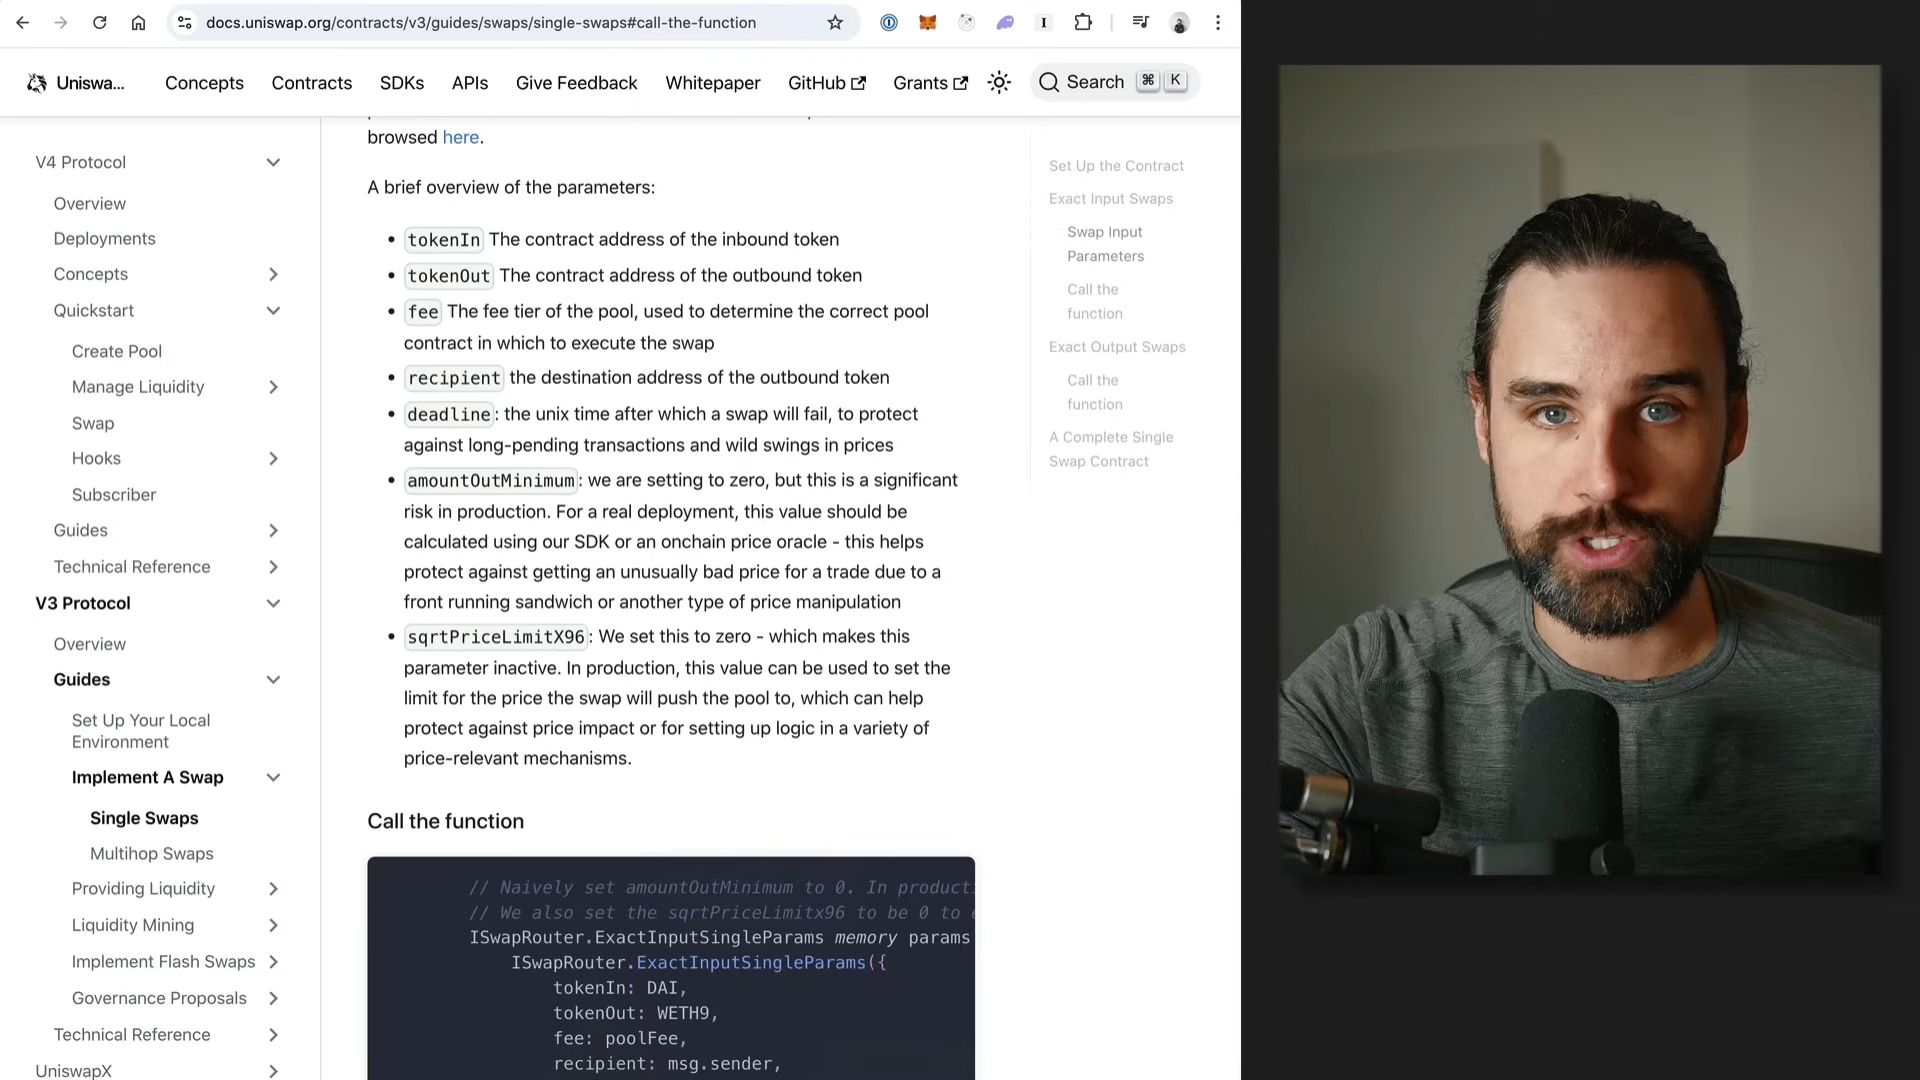 docs.uniswap.org/contracts/v3/guides/swaps/single-swaps#call-the-function
Uniswa... Concepts Contracts SDKs APIs Give Feedback Whitepaper GitHub Grants Search ⌘ K
V4 Protocol
Overview
Deployments
Concepts
Quickstart
Create Pool
Manage Liquidity
Swap
Hooks
Subscriber
Guides
Technical Reference
V3 Protocol
Overview
Guides
Set Up Your Local
Environment
Implement A Swap
Single Swaps
Multihop Swaps
Providing Liquidity
Liquidity Mining
Implement Flash Swaps
Governance Proposals
Technical Reference
UniswapX
browsed here.
A brief overview of the parameters:
• tokenIn The contract address of the inbound token
• tokenOut The contract address of the outbound token
• fee The fee tier of the pool, used to determine the correct pool
contract in which to execute the swap
• recipient the destination address of the outbound token
• deadline: the unix time after which a swap will fail, to protect
against long-pending transactions and wild swings in prices
• amountOutMinimum: we are setting to zero, but this is a significant
risk in production. For a real deployment, this value should be
calculated using our SDK or an onchain price oracle - this helps
protect against getting an unusually bad price for a trade due to a
front running sandwich or another type of price manipulation
• sqrtPriceLimitX96: We set this to zero - which makes this
parameter inactive. In production, this value can be used to set the
limit for the price the swap will push the pool to, which can help
protect against price impact or for setting up logic in a variety of
price-relevant mechanisms.
Call the function
// Naively set amountOutMinimum to 0. In producti
// We also set the sqrtPriceLimitx96 to be 0 to e
ISwapRouter.ExactInputSingleParams memory params
ISwapRouter.ExactInputSingleParams({
tokenIn: DAI,
tokenOut: WETH9,
fee: poolFee,
recipient: msg.sender,
Set Up the Contract
Exact Input Swaps
Swap Input
Parameters
Call the
function
Exact Output Swaps
Call the
function
A Complete Single
Swap Contract